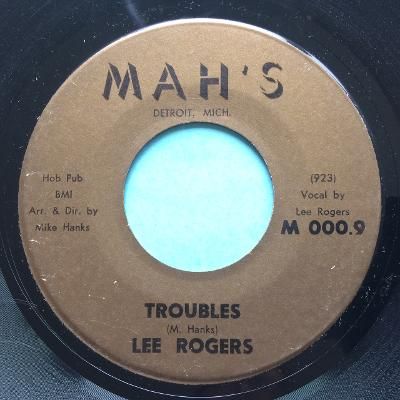 MAH'S
DETROIT, MICH.
Hob Pub
BMI
Arr. & Dir. by
Mike Hanks
(923)
Vocal by
Lee Rogers
M 000.9
TROUBLES
(M. Hanks)
LEE ROGERS